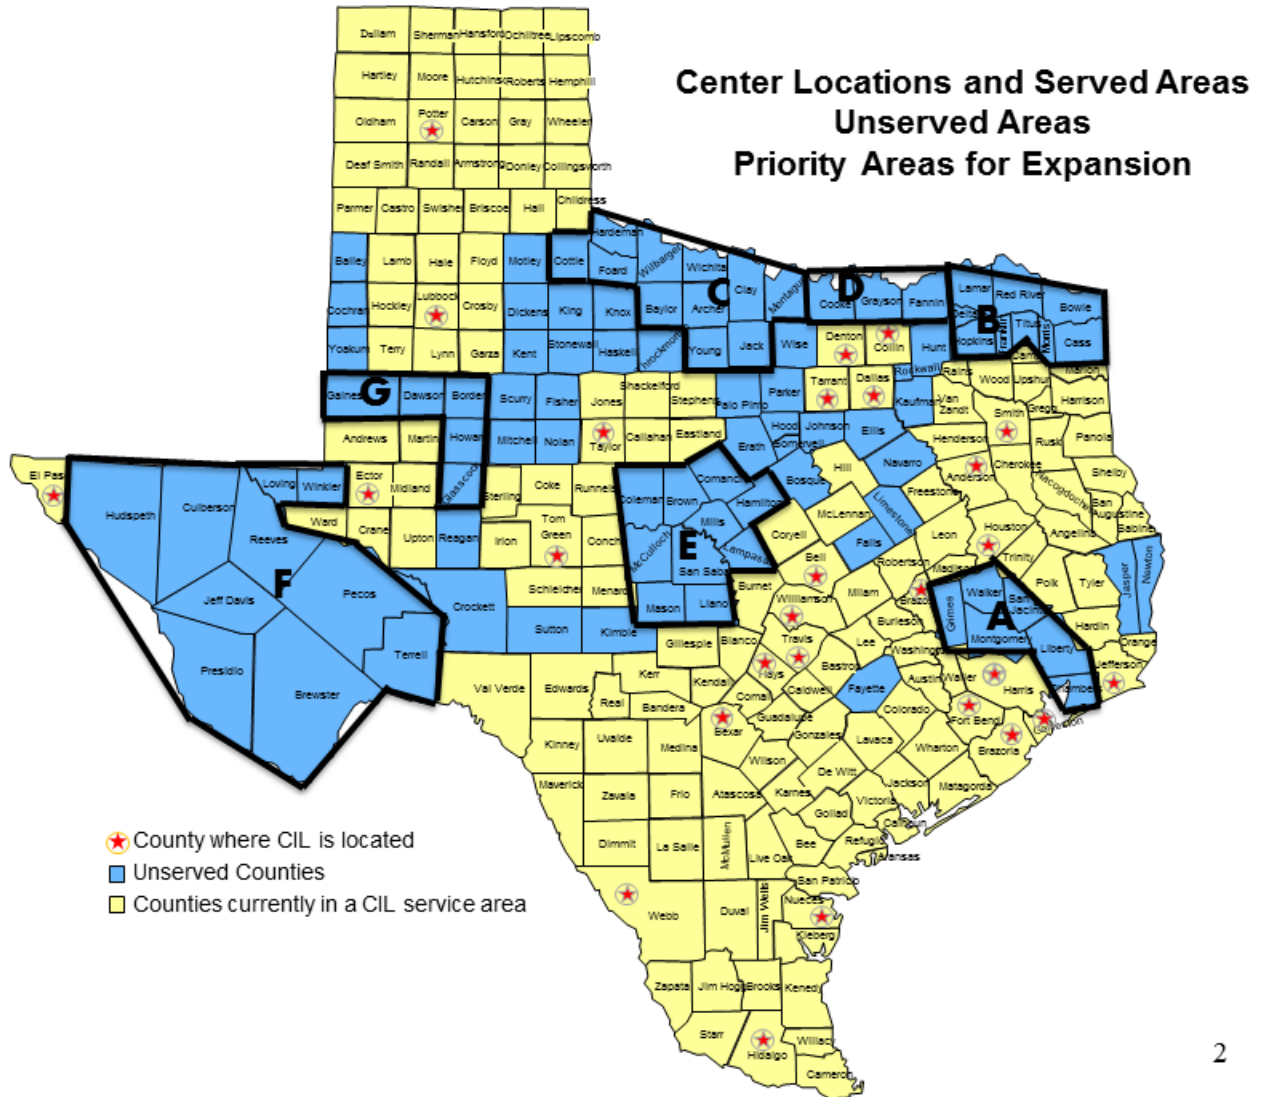 Center Locations and Served Areas
Unserved Areas
Priority Areas for Expansion
Dallam Sherman Hansford Ochiltree Lipscomb
Hartley Moore Hutchins Roberts Hemphill
Oldham Potter Carson Gray Wheeler
Deaf Smith Randall Armstrong Donley Collingsworth
Parmer Castro Swisher Briscoe Hall Childress
Bailey Lamb Hale Floyd Motley Cottle Hardeman Foard Wilbarger Wichita Clay Montague
Cochran Hockley Lubbock Crosby Dickens King Knox Baylor Archer C
D Cooke Grayson Fannin
B Lamar Red River Bowie Delta Hopkins Franklin Titus Morris Cass Camp
Yoakum Terry Lynn Garza Kent Stonewall Haskell Throckmorto Young Jack Wise Denton Collin Hunt
Gaines G Dawson Borden Scurry Fisher Jones Shackelford Stephens Palo Pinto Parker Tarrant Dallas Rockwall Kaufman Rains Van Zandt Wood Upshur Marion Harrison
Andrews Martin Howar Mitchell Nolan Taylor Callahan Eastland Erath Hood Somervell Johnson Ellis Henderson Smith Gregg Rusk Panola
El Pas Hudspeth Culberson Loving Winkler Ector Midland Glasscock Sterling Coke Runnels Coleman Brown Comanch Hamilton Bosque Hill Navarro Freestone Anderson Cherokee Nacogdoches Shelby San Augustine Sabine
Reeves Ward Crane Upton Reagan Irion Tom Green Conch McCulloch E Mills San Saba Lampasa Coryell McLennan Limestone Falls Bell Leon Houston Angelina Trinity
Jeff Davis F Pecos Crockett Schleicher Menard Mason Llano Burnet Williamson Milam Robertson Brazo Madison Grimes Walker A San Jacinto Polk Tyler Jasper Newton
Presidio Brewster Terrell Sutton Kimble Gillespie Blanco Travis Lee Burleson Washing Montgomery Liberty Hardin Orange
Val Verde Edwards Kerr Real Bandera Kendall Hays Comal Caldwell Bastrop Fayette Austin Waller Harris Chambers Jefferson
Kinney Uvalde Medina Bexar Guadalupe Gonzales Wilson Lavaca Colorado Wharton Fort Bend Brazoria Galveston
Maverick Zavala Frio Atascosa Karnes De Witt Goliad Victoria Jackson Matagorda Calhoun
Dimmit La Salle McMullen Live Oak Bee Refugio Aransas
Webb Duval Jim Wells San Patricio Nueces Kleberg
Zapata Jim Hogg Brooks Kenedy
Starr Hidalgo Willacy
Cameron
County where CIL is located
Unserved Counties
Counties currently in a CIL service area
2